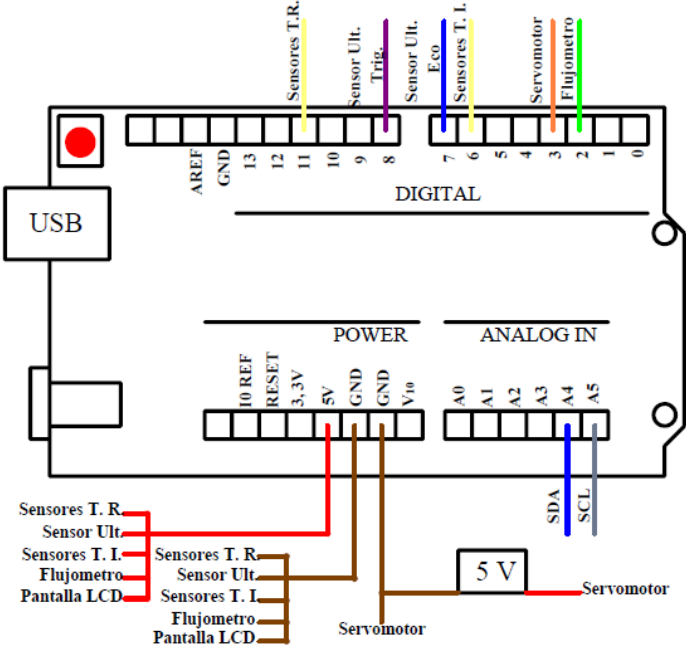 Sensores T.R.
Sensor Ult.
Trig.
Sensor Ult.
Eco
Sensores T. I.
Servomotor
Flujometro
AREF
GND
13
12
11
10
9
8
7
6
5
4
3
2
1
0
DIGITAL
USB
POWER
ANALOG IN
I0 REF
RESET
3,3V
5V
GND
GND
V10
A0
A1
A2
A3
A4
A5
SDA
SCL
Sensores T. R.
Sensor Ult.
Sensores T. I.
Flujometro
Pantalla LCD
Sensores T. R.
Sensor Ult.
Sensores T. I.
Flujometro
Pantalla LCD
Servomotor
5 V
Servomotor